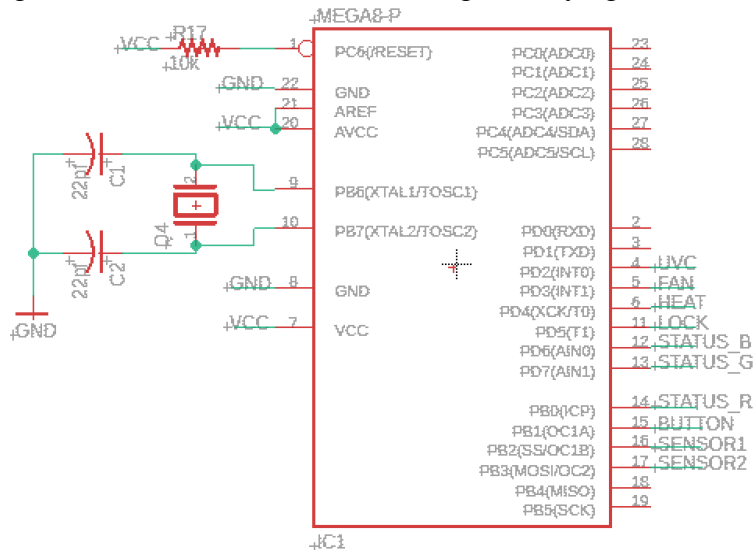 MEGA8-P
R17
VCC
10k
1
PC6(/RESET)
PC0(ADC0)
23
PC1(ADC1)
24
GND
22
GND
PC2(ADC2)
25
21
AREF
PC3(ADC3)
26
VCC
20
AVCC
PC4(ADC4/SDA)
27
PC5(ADC5/SCL)
28
22pf
C1
2
Q4
1
9
PB6(XTAL1/TOSC1)
10
PB7(XTAL2/TOSC2)
22pf
C2
GND
PD0(RXD)
2
PD1(TXD)
3
PD2(INT0)
4
UVC
GND
8
GND
PD3(INT1)
5
FAN
PD4(XCK/T0)
6
HEAT
VCC
7
VCC
PD5(T1)
11
LOCK
PD6(AIN0)
12
STATUS_B
PD7(AIN1)
13
STATUS_G
PB0(ICP)
14
STATUS_R
PB1(OC1A)
15
BUTTON
PB2(SS/OC1B)
16
SENSOR1
PB3(MOSI/OC2)
17
SENSOR2
PB4(MISO)
18
PB5(SCK)
19
IC1